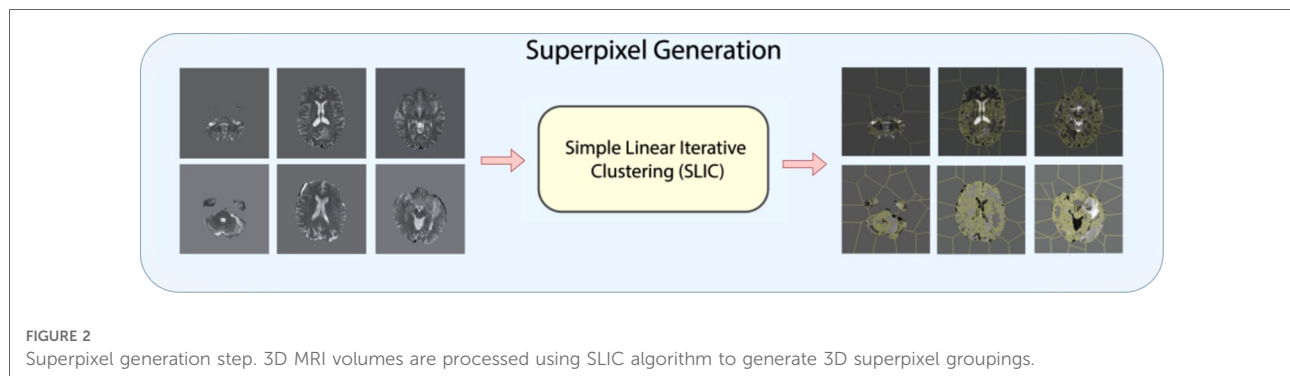 Superpixel Generation
Simple Linear Iterative
Clustering (SLIC)
FIGURE 2
Superpixel generation step. 3D MRI volumes are processed using SLIC algorithm to generate 3D superpixel groupings.